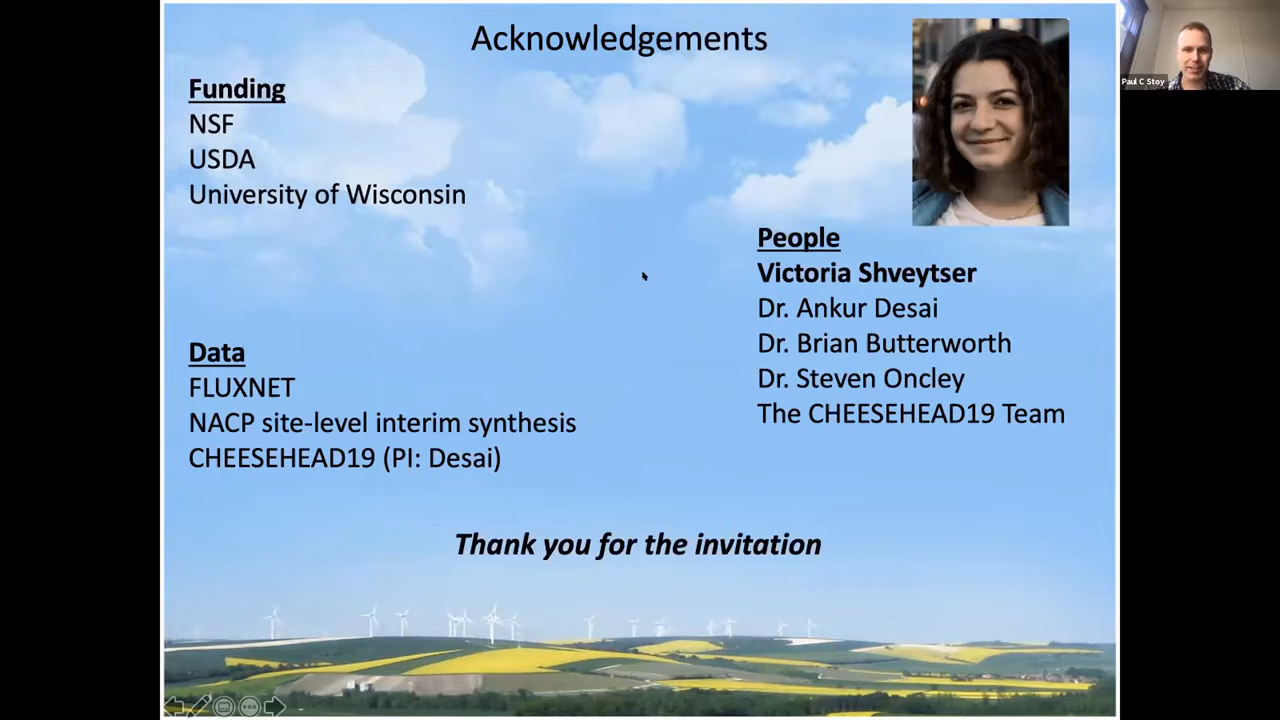 Acknowledgements
Funding
NSF
USDA
University of Wisconsin
Data
FLUXNET
NACP site-level interim synthesis
CHEESEHEAD19 (PI: Desai)
People
Victoria Shveytser
Dr. Ankur Desai
Dr. Brian Butterworth
Dr. Steven Oncley
The CHEESEHEAD19 Team
Thank you for the invitation
Paul C Stoy